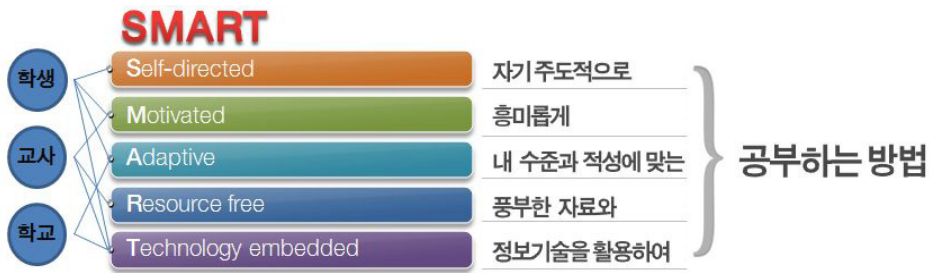 SMART
학생
교사
학교
Self-directed
자기 주도적으로
Motivated
흥미롭게
Adaptive
내 수준과 적성에 맞는
Resource free
풍부한 자료와
Technology embedded
정보기술을 활용하여
공부하는 방법